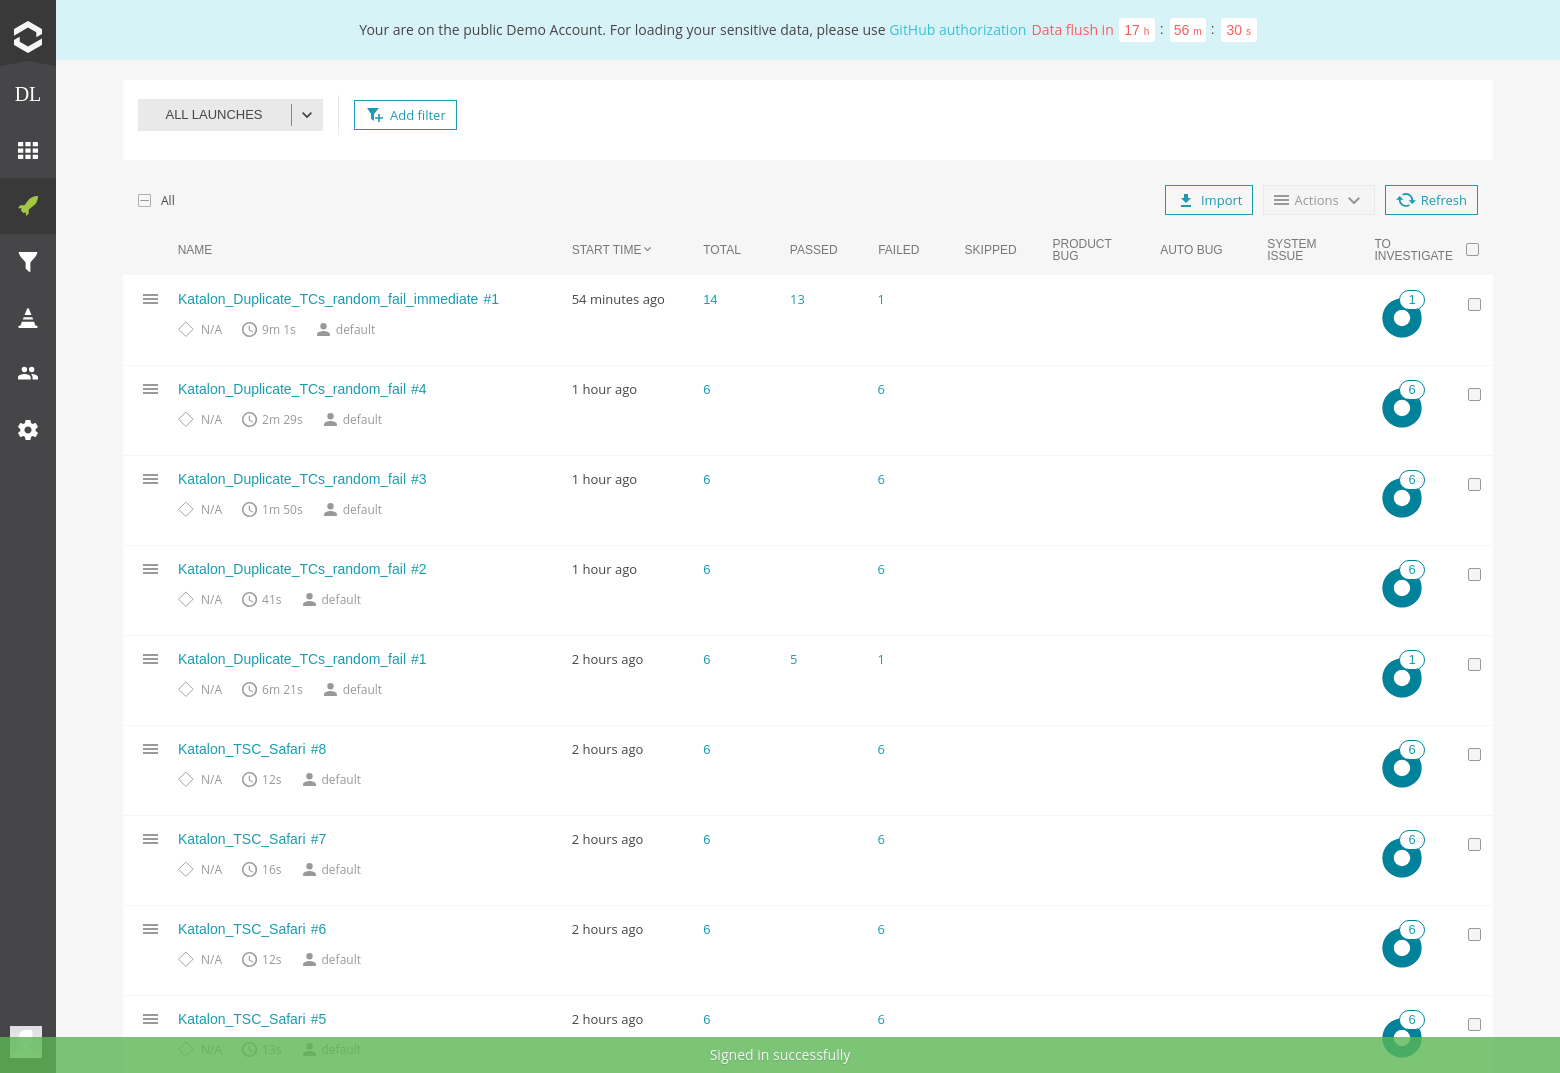 Your are on the public Demo Account. For loading your sensitive data, please use GitHub authorization Data flush in 17 h : 56 m : 30 s
DL
ALL LAUNCHES
Add filter
All
Import
Actions
Refresh
NAME START TIME TOTAL PASSED FAILED SKIPPED PRODUCT BUG AUTO BUG SYSTEM ISSUE TO INVESTIGATE
Katalon_Duplicate_TCs_random_fail_immediate #1 54 minutes ago 14 13 1 1
N/A 9m 1s default
Katalon_Duplicate_TCs_random_fail #4 1 hour ago 6 6 6
N/A 2m 29s default
Katalon_Duplicate_TCs_random_fail #3 1 hour ago 6 6 6
N/A 1m 50s default
Katalon_Duplicate_TCs_random_fail #2 1 hour ago 6 6 6
N/A 41s default
Katalon_Duplicate_TCs_random_fail #1 2 hours ago 6 5 1 1
N/A 6m 21s default
Katalon_TSC_Safari #8 2 hours ago 6 6 6
N/A 12s default
Katalon_TSC_Safari #7 2 hours ago 6 6 6
N/A 16s default
Katalon_TSC_Safari #6 2 hours ago 6 6 6
N/A 12s default
Katalon_TSC_Safari #5 2 hours ago 6 6 6
N/A 13s default
Signed in successfully